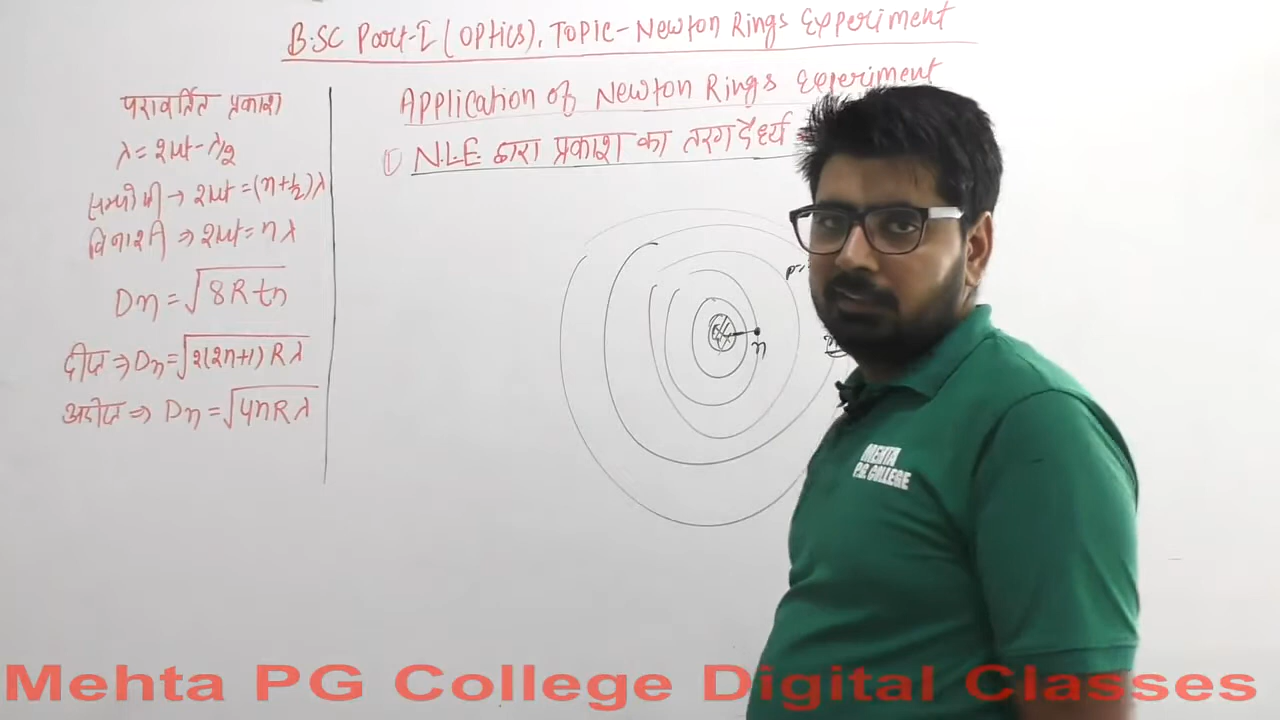 B.SC Part-I (Optics), Topic-Newton Rings Experiment
Application of Newton Rings Experiment
① N.L.E. द्वारा प्रकाश का तरंगदैर्ध्य
परावर्तित प्रकाश
λ = 2μt - λ/2
→ 2μt = (n+1/2)λ
विनाशी ⇒ 2μt = nλ
Dn = √8Rtn
दीप्त ⇒ Dn = √2(2n+1)Rλ
अदीप्त ⇒ Dn = √4nRλ
n
MEHTA
P.G. COLLEGE
Mehta PG College Digital Classes